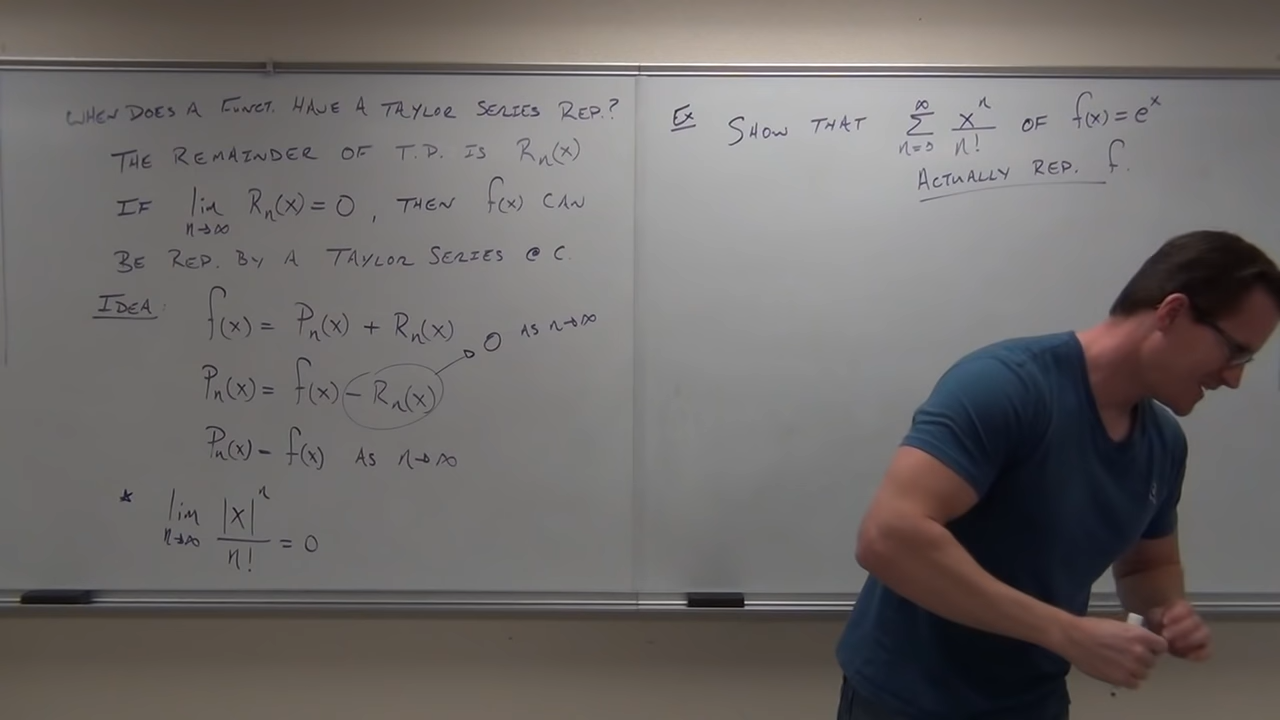 WHEN DOES A FUNCT. HAVE A TAYLOR SERIES REP.?
THE REMAINDER OF T.P. IS Rₙ(x)
IF lim n→∞ Rₙ(x) = 0, THEN f(x) CAN
BE REP. BY A TAYLOR SERIES @ C.
IDEA:
f(x) = Pₙ(x) + Rₙ(x)
0 AS n→∞
Pₙ(x) = f(x) - Rₙ(x)
Pₙ(x) - f(x) AS n→∞
* lim n→∞ |x|ⁿ/n! = 0
Ex SHOW THAT ∞ Σ n=0 xⁿ/n! OF f(x) = eˣ
ACTUALLY REP. f.